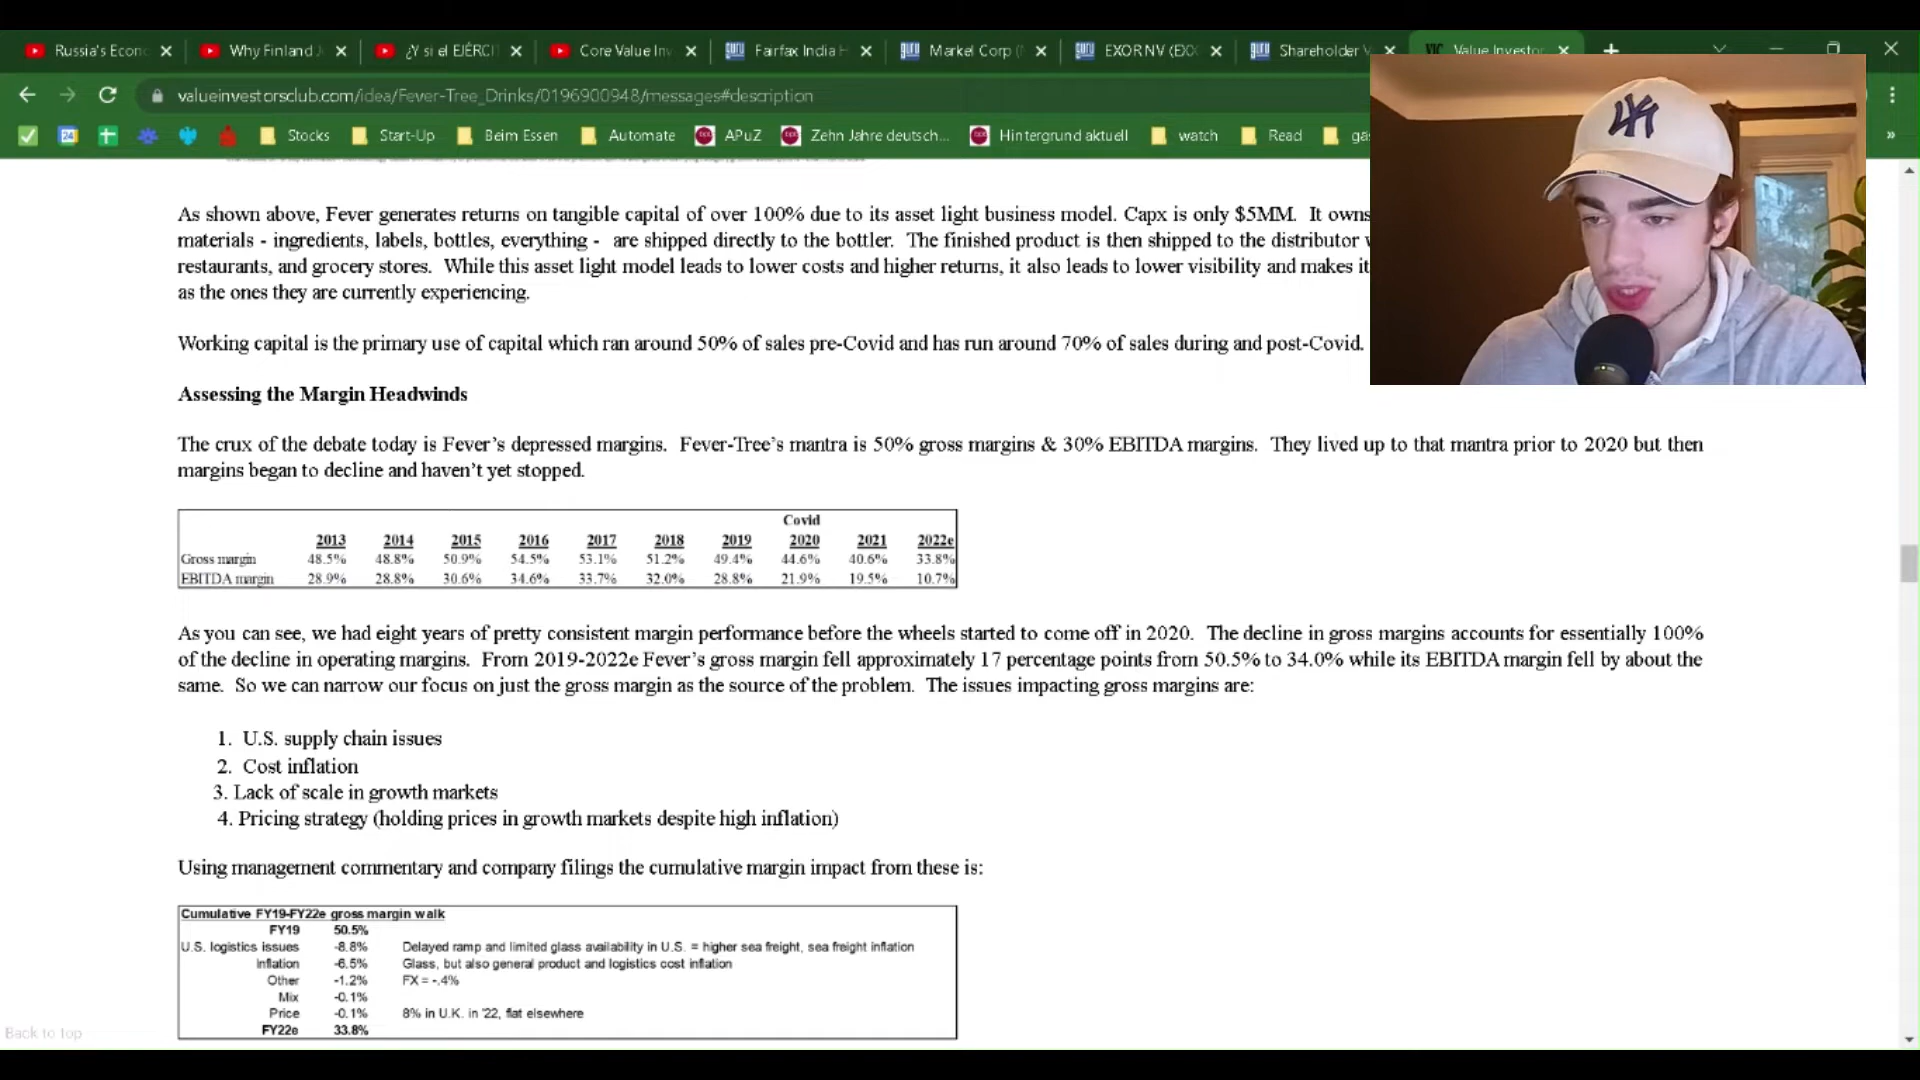 Russia's Econ
Why Finland J
¿Y si el EJÉRCI
Core Value Inv
Fairfax India H
Markel Corp (
EXOR NV (EXX
Shareholder V
VIC Value Investor
valueinvestorsclub.com/idea/Fever-Tree_Drinks/0196900948/messages#description
24 Stocks Start-Up Beim Essen Automate APuZ Zehn Jahre deutsch... Hintergrund aktuell watch Read gas »
As shown above, Fever generates returns on tangible capital of over 100% due to its asset light business model. Capx is only $5MM. It owns
materials - ingredients, labels, bottles, everything - are shipped directly to the bottler. The finished product is then shipped to the distributor
restaurants, and grocery stores. While this asset light model leads to lower costs and higher returns, it also leads to lower visibility and makes it
as the ones they are currently experiencing.
Working capital is the primary use of capital which ran around 50% of sales pre-Covid and has run around 70% of sales during and post-Covid.
Assessing the Margin Headwinds
The crux of the debate today is Fever's depressed margins. Fever-Tree's mantra is 50% gross margins & 30% EBITDA margins. They lived up to that mantra prior to 2020 but then
margins began to decline and haven't yet stopped.
Covid
2013 2014 2015 2016 2017 2018 2019 2020 2021 2022e
Gross margin 48.5% 48.8% 50.9% 54.5% 53.1% 51.2% 49.4% 44.6% 40.6% 33.8%
EBITDA margin 28.9% 28.8% 30.6% 34.6% 33.7% 32.0% 28.8% 21.9% 19.5% 10.7%
As you can see, we had eight years of pretty consistent margin performance before the wheels started to come off in 2020. The decline in gross margins accounts for essentially 100%
of the decline in operating margins. From 2019-2022e Fever's gross margin fell approximately 17 percentage points from 50.5% to 34.0% while its EBITDA margin fell by about the
same. So we can narrow our focus on just the gross margin as the source of the problem. The issues impacting gross margins are:
1. U.S. supply chain issues
2. Cost inflation
3. Lack of scale in growth markets
4. Pricing strategy (holding prices in growth markets despite high inflation)
Using management commentary and company filings the cumulative margin impact from these is:
Cumulative FY19-FY22e gross margin walk
FY19 50.5%
U.S. logistics issues -8.8% Delayed ramp and limited glass availability in U.S. = higher sea freight, sea freight inflation
Inflation -6.5% Glass, but also general product and logistics cost inflation
Other -1.2% FX = -.4%
Mix -0.1%
Price -0.1% 8% in U.K. in '22, flat elsewhere
FY22e 33.8%
Back to top